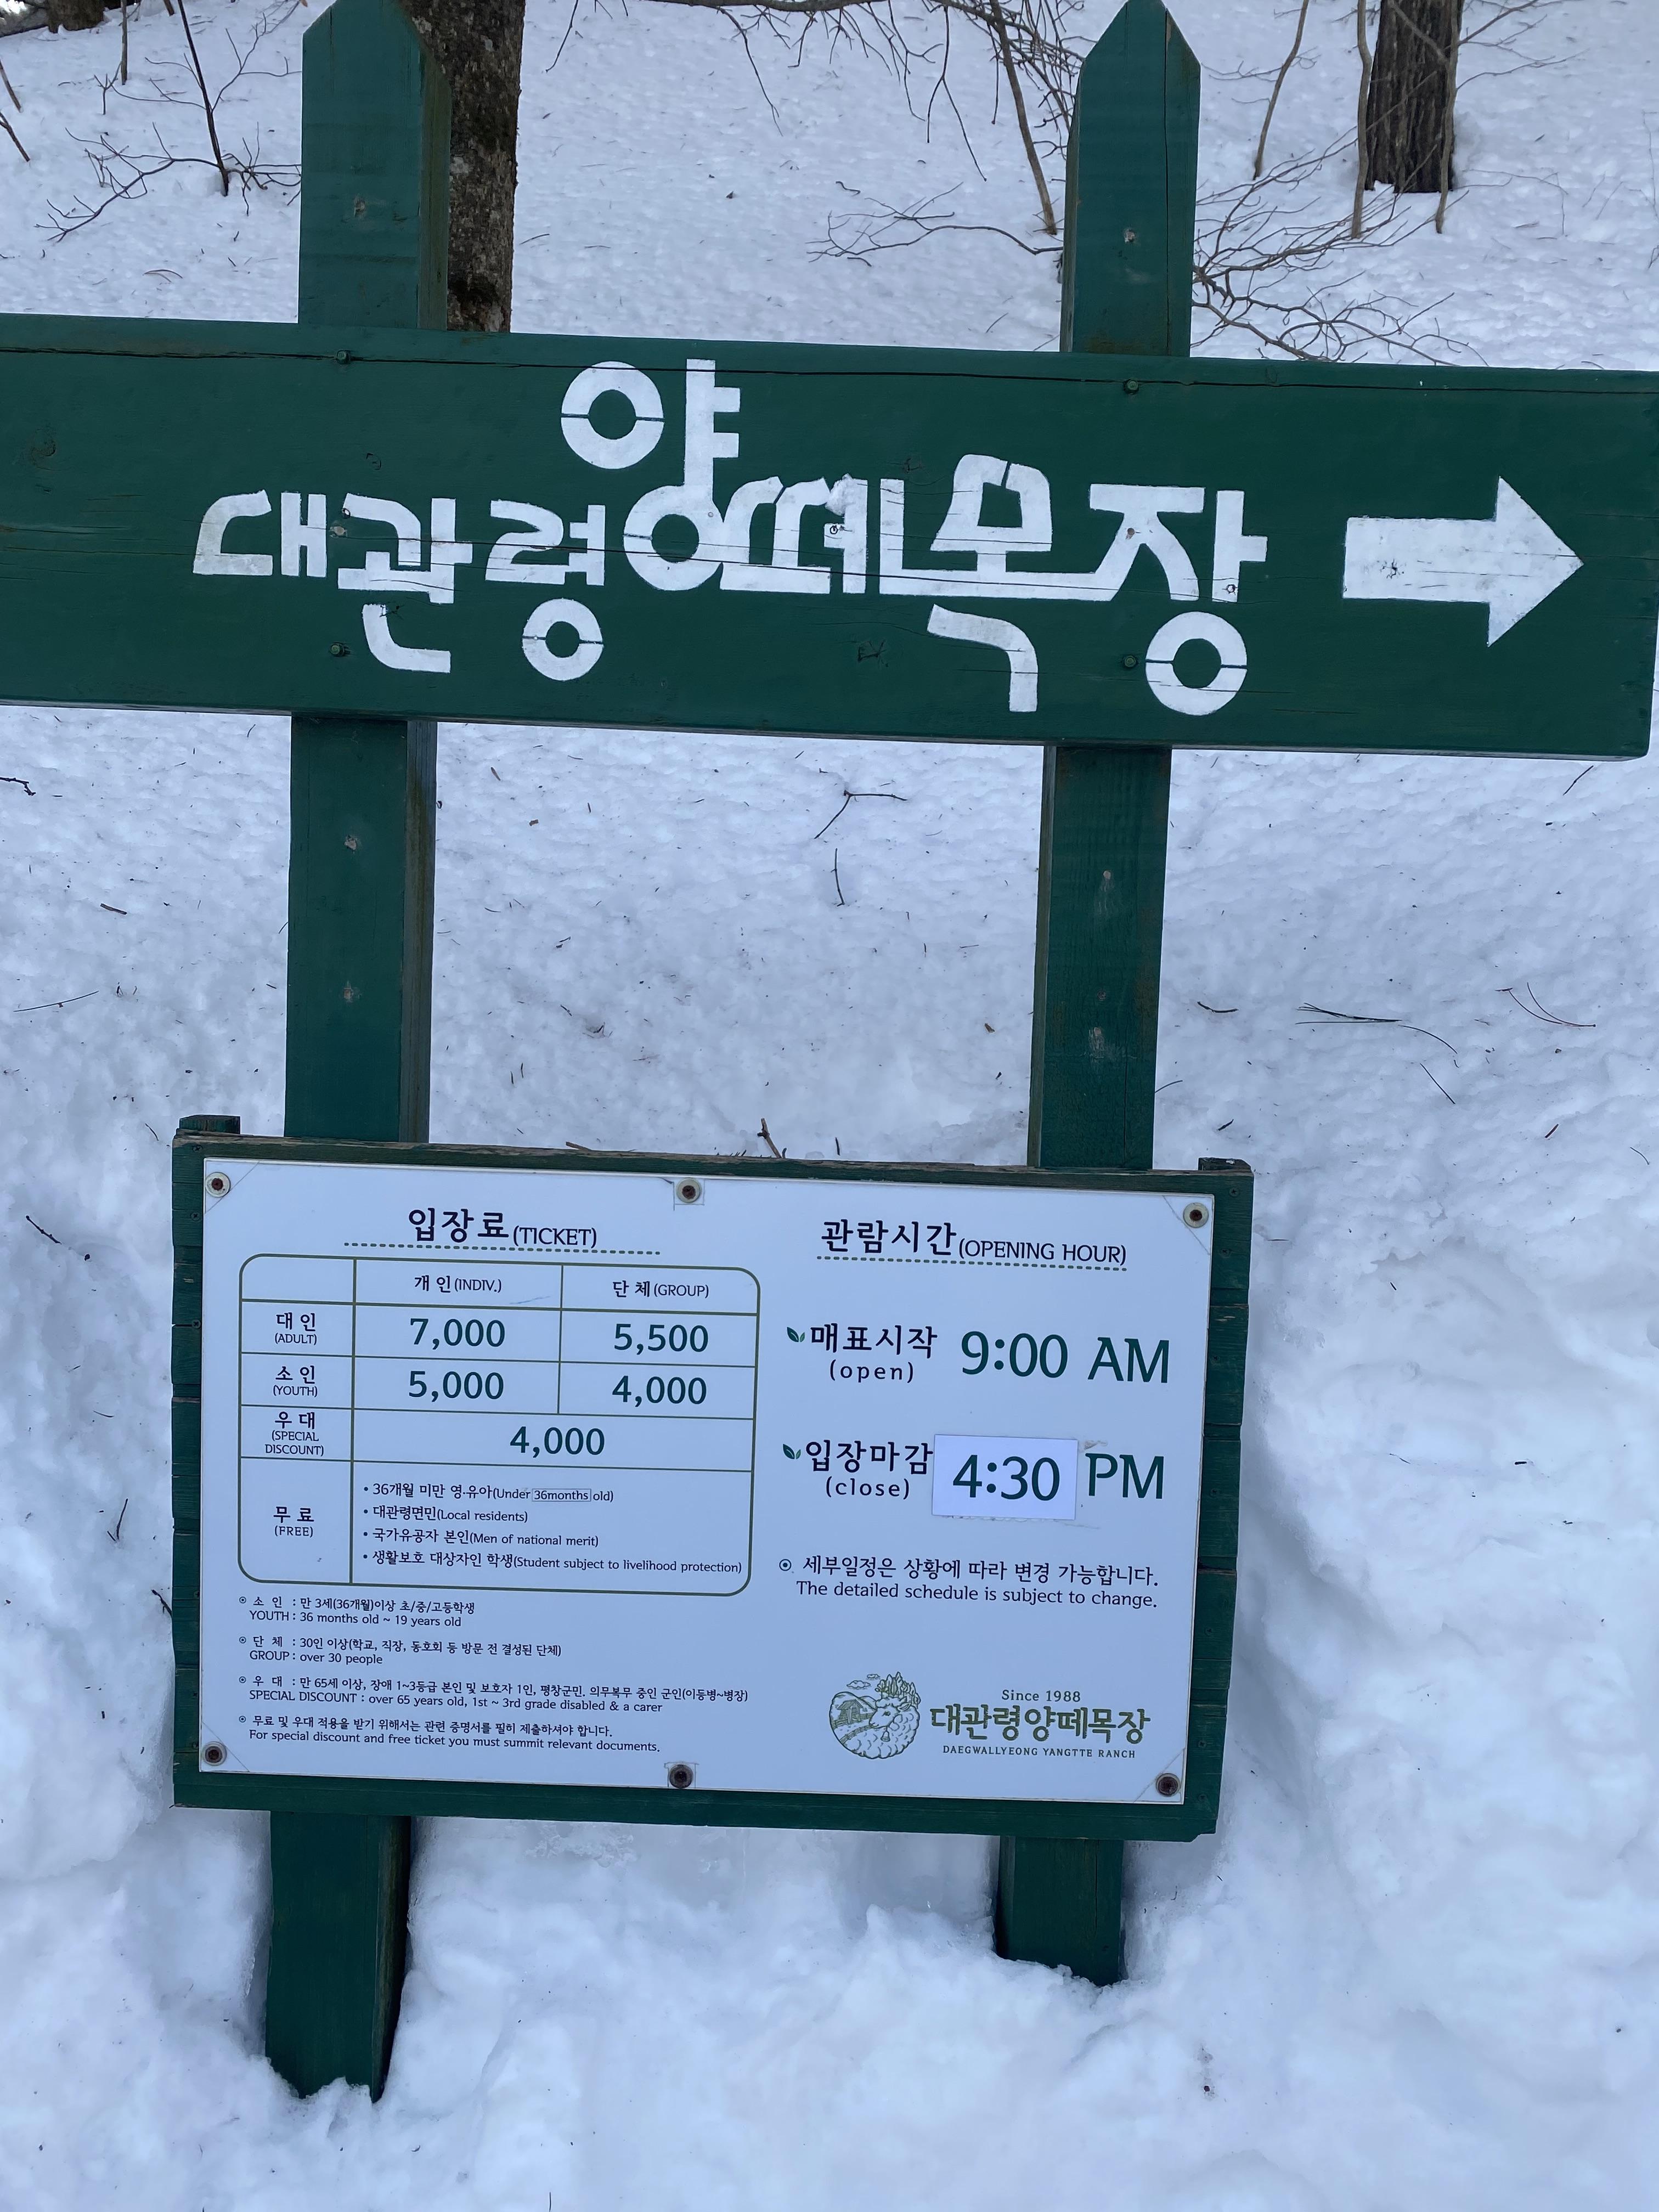 대관령양떼목장
입장료(TICKET)
개인(INDIV.) 단체(GROUP)
대인 7,000 5,500
(ADULT)
소인 5,000 4,000
(YOUTH)
우대 4,000
(SPECIAL
DISCOUNT)
무료
(FREE)
• 36개월 미만 영·유아(Under 36months old)
• 대관령면민(Local residents)
• 국가유공자 본인(Men of national merit)
• 생활보호 대상자인 학생(Student subject to livelihood protection)
◉ 소 인 : 만 3세(36개월)이상 초/중/고등학생
YOUTH : 36 months old ~ 19 years old
◉ 단 체 : 30인 이상(학교, 직장, 동호회 등 방문 전 결성된 단체)
GROUP : over 30 people
◉ 우 대 : 만 65세 이상, 장애 1~3등급 본인 및 보호자 1인, 평창군민, 의무복무 중인 군인(이등병~병장)
SPECIAL DISCOUNT : over 65 years old, 1st ~ 3rd grade disabled & a carer
◉ 무료 및 우대 적용을 받기 위해서는 관련 증명서를 필히 제출하셔야 합니다.
For special discount and free ticket you must summit relevant documents.
관람시간(OPENING HOUR)
매표시작 9:00 AM
(open)
입장마감 4:30 PM
(close)
◉ 세부일정은 상황에 따라 변경 가능합니다.
The detailed schedule is subject to change.
Since 1988
대관령양떼목장
DAEGWALLYEONG YANGTTE RANCH